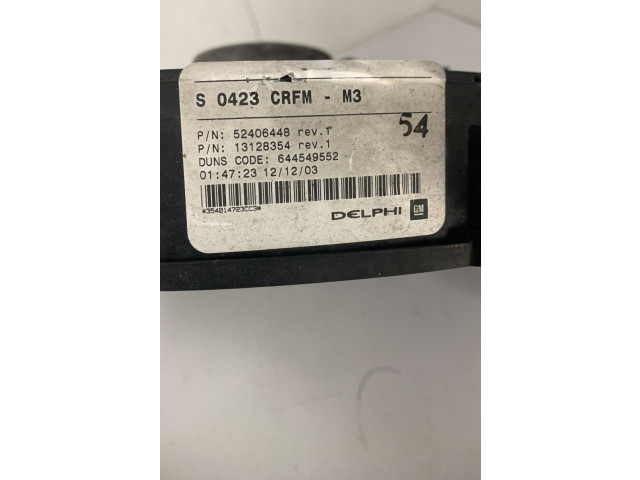 S 0423 CRFM - M3
54
P/N: 52406448 rev.T
P/N: 13128354 rev.1
DUNS CODE: 644549552
01:47:23 12/12/03
*354014723CC3*
DELPHI GM